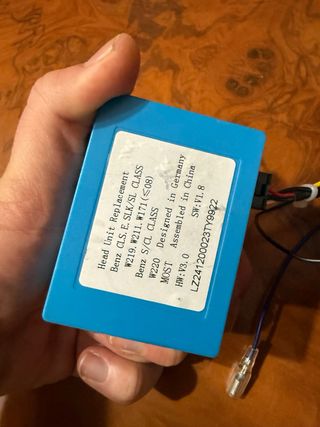 Head Unit Replacement
Benz CLS, E, SLK/SL CLASS
W219. W211. W171(≤08)
Benz S/CL CLASS
W220 Designed in Germany
MOST Assembled in China
HW:V3.0 SW:V1.8
LZ241200023TY9922